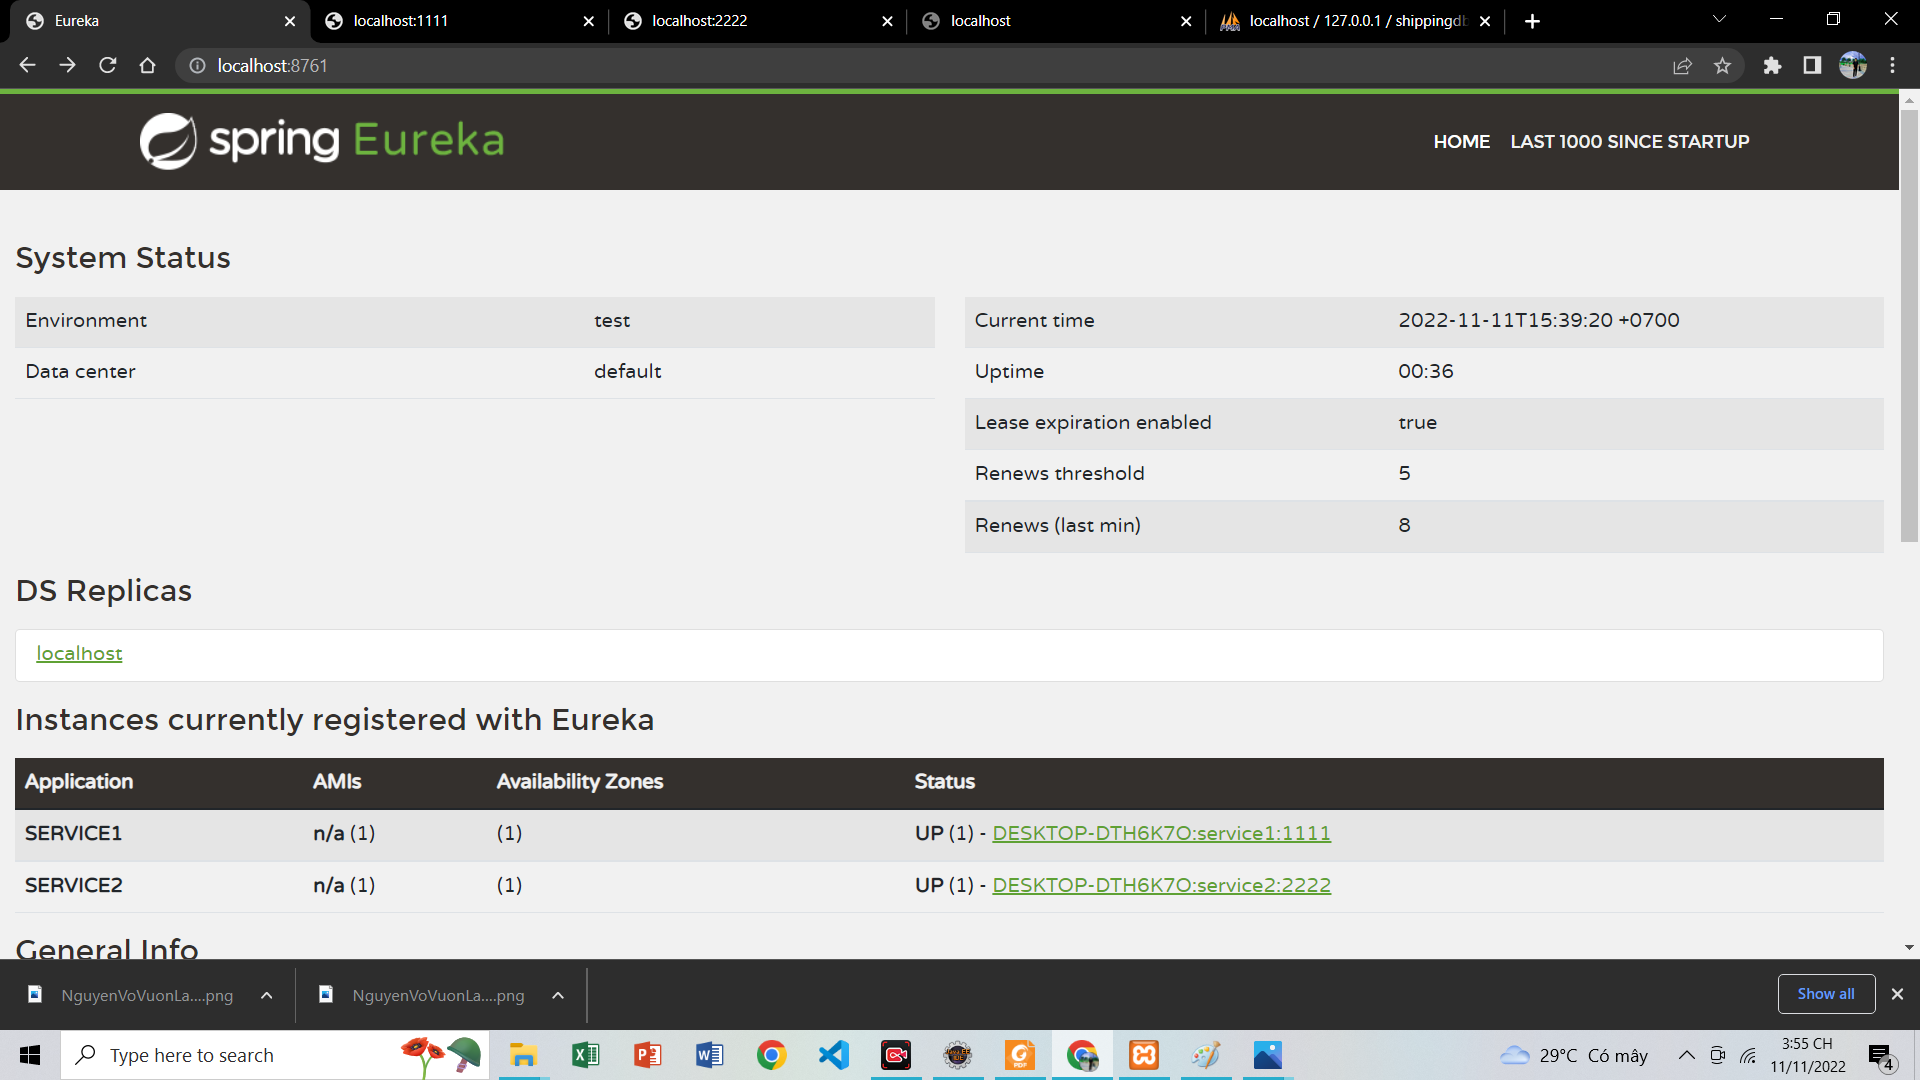 Eureka
localhost:1111
localhost:2222
localhost
localhost / 127.0.0.1 / shippingdb
localhost:8761
spring Eureka
HOME LAST 1000 SINCE STARTUP
System Status
Environment test
Data center default
Current time 2022-11-11T15:39:20 +0700
Uptime 00:36
Lease expiration enabled true
Renews threshold 5
Renews (last min) 8
DS Replicas
localhost
Instances currently registered with Eureka
Application AMIs Availability Zones Status
SERVICE1 n/a (1) (1) UP (1) - DESKTOP-DTH6K7O:service1:1111
SERVICE2 n/a (1) (1) UP (1) - DESKTOP-DTH6K7O:service2:2222
General Info
NguyenVoVuonLa....png
NguyenVoVuonLa....png
Show all
Type here to search
29°C Có mây
3:55 CH
11/11/2022
4